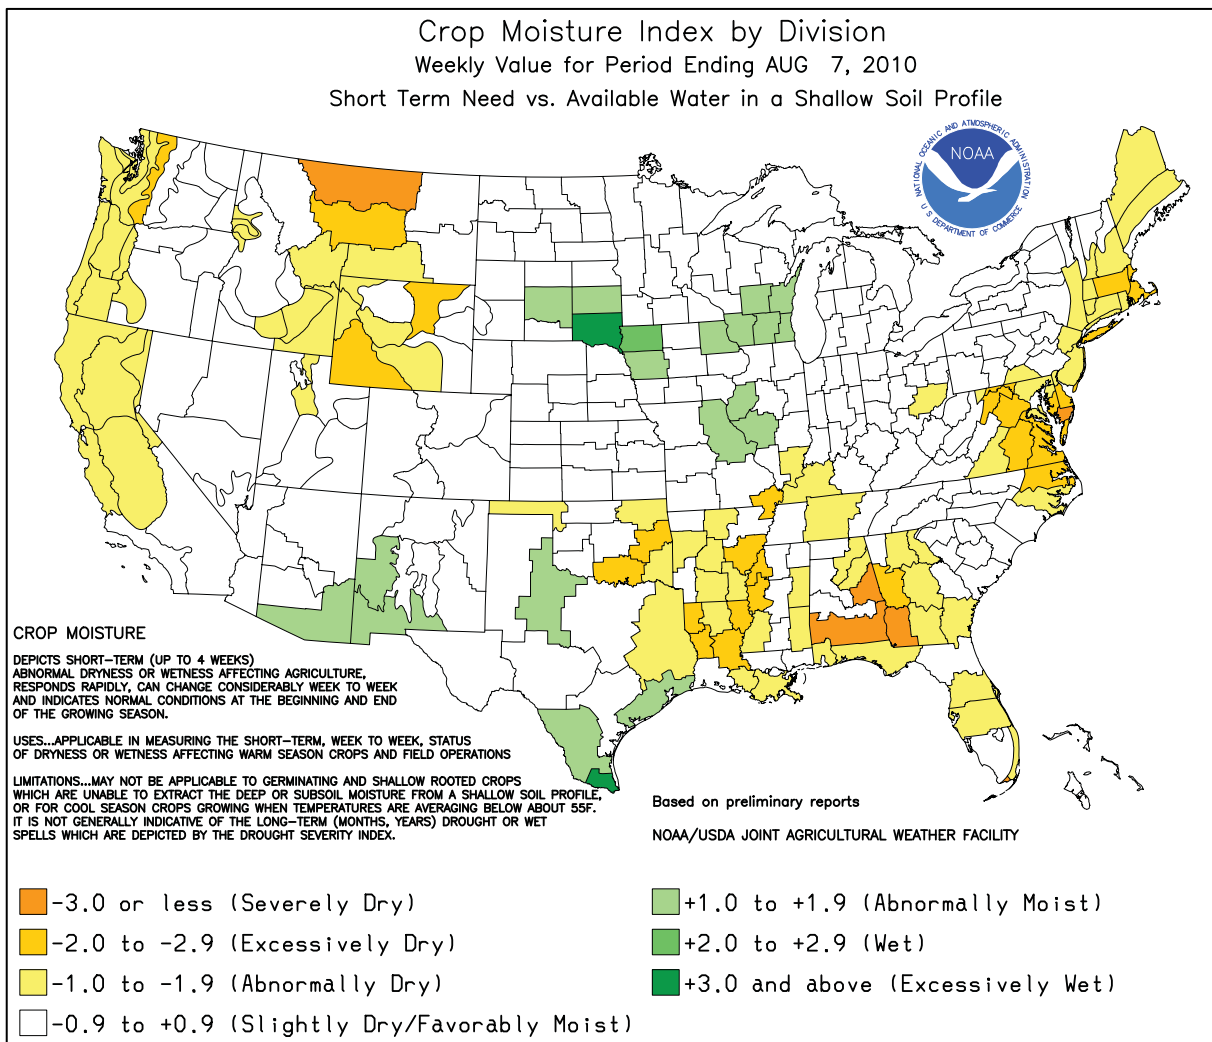 Crop Moisture Index by Division
Weekly Value for Period Ending AUG 7, 2010
Short Term Need vs. Available Water in a Shallow Soil Profile
NATIONAL OCEANIC AND ATMOSPHERIC ADMINISTRATION
NOAA
U S DEPARTMENT OF COMMERCE
CROP MOISTURE
DEPICTS SHORT-TERM (UP TO 4 WEEKS)
ABNORMAL DRYNESS OR WETNESS AFFECTING AGRICULTURE,
RESPONDS RAPIDLY, CAN CHANGE CONSIDERABLY WEEK TO WEEK
AND INDICATES NORMAL CONDITIONS AT THE BEGINNING AND END
OF THE GROWING SEASON.
USES...APPLICABLE IN MEASURING THE SHORT-TERM, WEEK TO WEEK, STATUS
OF DRYNESS OR WETNESS AFFECTING WARM SEASON CROPS AND FIELD OPERATIONS
LIMITATIONS...MAY NOT BE APPLICABLE TO GERMINATING AND SHALLOW ROOTED CROPS
WHICH ARE UNABLE TO EXTRACT THE DEEP OR SUBSOIL MOISTURE FROM A SHALLOW SOIL PROFILE,
OR FOR COOL SEASON CROPS GROWING WHEN TEMPERATURES ARE AVERAGING BELOW ABOUT 55F.
IT IS NOT GENERALLY INDICATIVE OF THE LONG-TERM (MONTHS, YEARS) DROUGHT OR WET
SPELLS WHICH ARE DEPICTED BY THE DROUGHT SEVERITY INDEX.
Based on preliminary reports
NOAA/USDA JOINT AGRICULTURAL WEATHER FACILITY
-3.0 or less (Severely Dry)
-2.0 to -2.9 (Excessively Dry)
-1.0 to -1.9 (Abnormally Dry)
-0.9 to +0.9 (Slightly Dry/Favorably Moist)
+1.0 to +1.9 (Abnormally Moist)
+2.0 to +2.9 (Wet)
+3.0 and above (Excessively Wet)